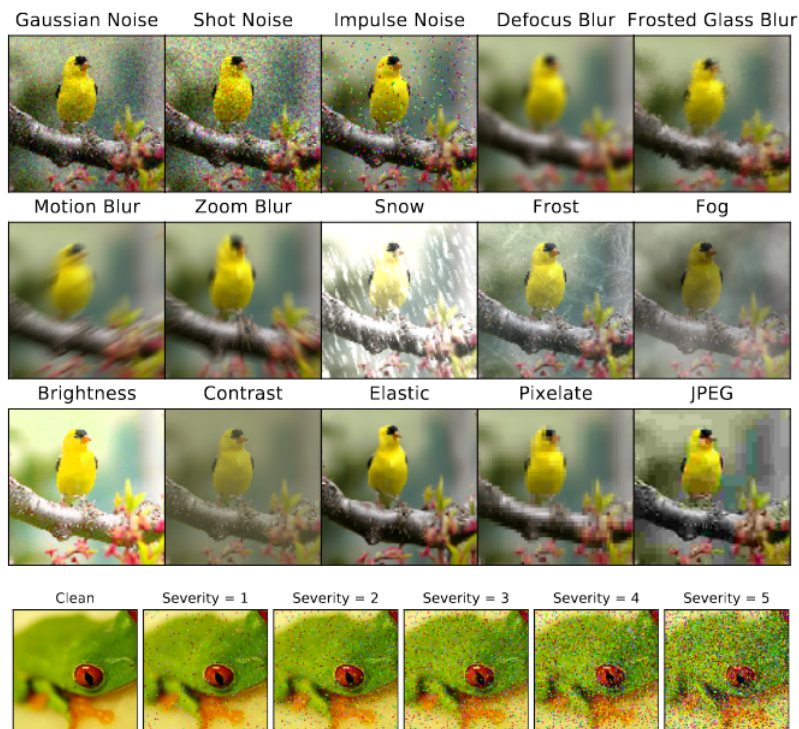 Gaussian Noise Shot Noise Impulse Noise Defocus Blur Frosted Glass Blur
Motion Blur Zoom Blur Snow Frost Fog
Brightness Contrast Elastic Pixelate JPEG
Clean Severity = 1 Severity = 2 Severity = 3 Severity = 4 Severity = 5